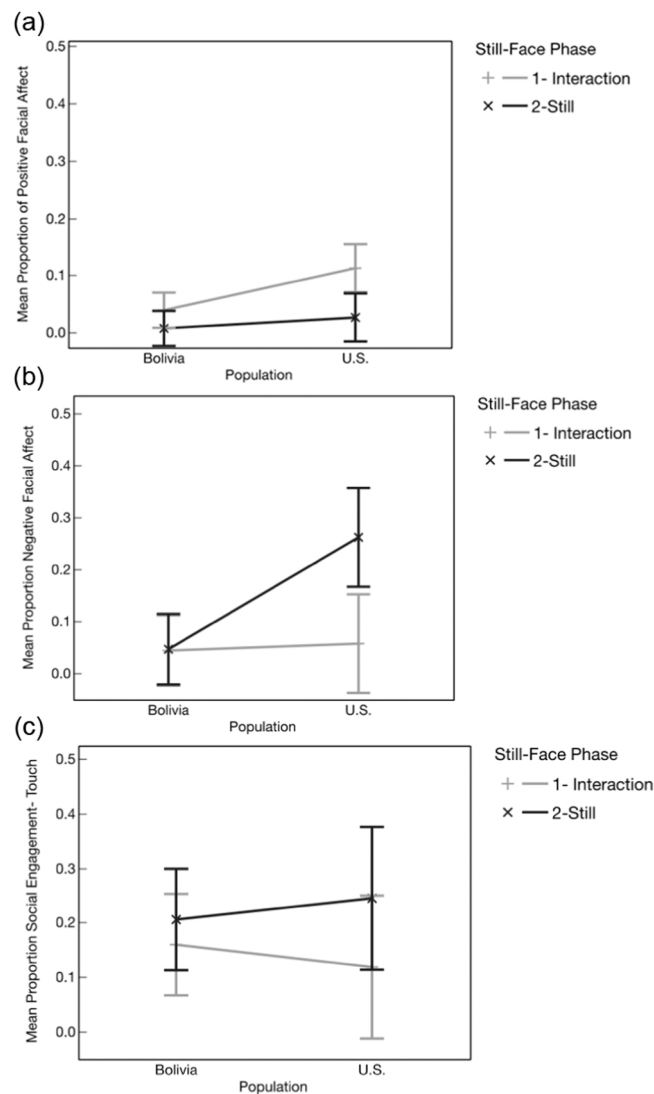 (a)
Mean Proportion of Positive Facial Affect
0.5
0.4
0.3
0.2
0.1
0.0
Bolivia U.S.
Population
Still-Face Phase
1- Interaction
2-Still
(b)
Mean Proportion Negative Facial Affect
0.5
0.4
0.3
0.2
0.1
0.0
Bolivia U.S.
Population
Still-Face Phase
1- Interaction
2-Still
(c)
Mean Proportion Social Engagement- Touch
0.5
0.4
0.3
0.2
0.1
0.0
Bolivia U.S.
Population
Still-Face Phase
1- Interaction
2-Still